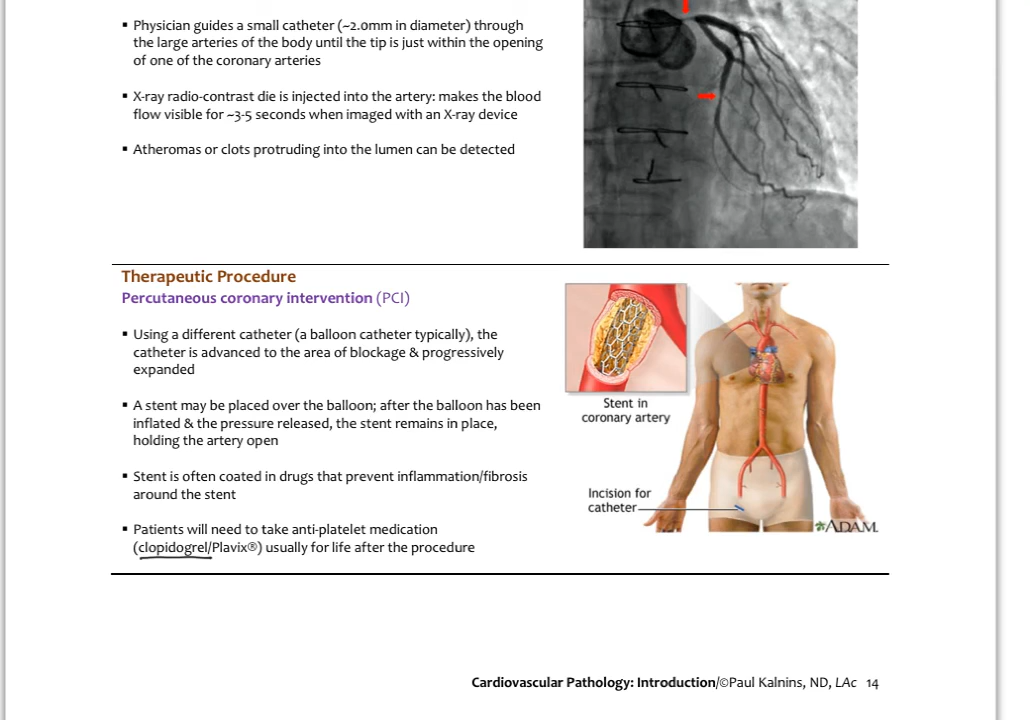 ▪ Physician guides a small catheter (~2.0mm in diameter) through
the large arteries of the body until the tip is just within the opening
of one of the coronary arteries
▪ X-ray radio-contrast die is injected into the artery: makes the blood
flow visible for ~3-5 seconds when imaged with an X-ray device
▪ Atheromas or clots protruding into the lumen can be detected
Therapeutic Procedure
Percutaneous coronary intervention (PCI)
▪ Using a different catheter (a balloon catheter typically), the
catheter is advanced to the area of blockage & progressively
expanded
▪ A stent may be placed over the balloon; after the balloon has been
inflated & the pressure released, the stent remains in place,
holding the artery open
▪ Stent is often coated in drugs that prevent inflammation/fibrosis
around the stent
▪ Patients will need to take anti-platelet medication
(clopidogrel/Plavix®) usually for life after the procedure
Stent in
coronary artery
Incision for
catheter
ADAM.
Cardiovascular Pathology: Introduction/©Paul Kalnins, ND, LAc 14